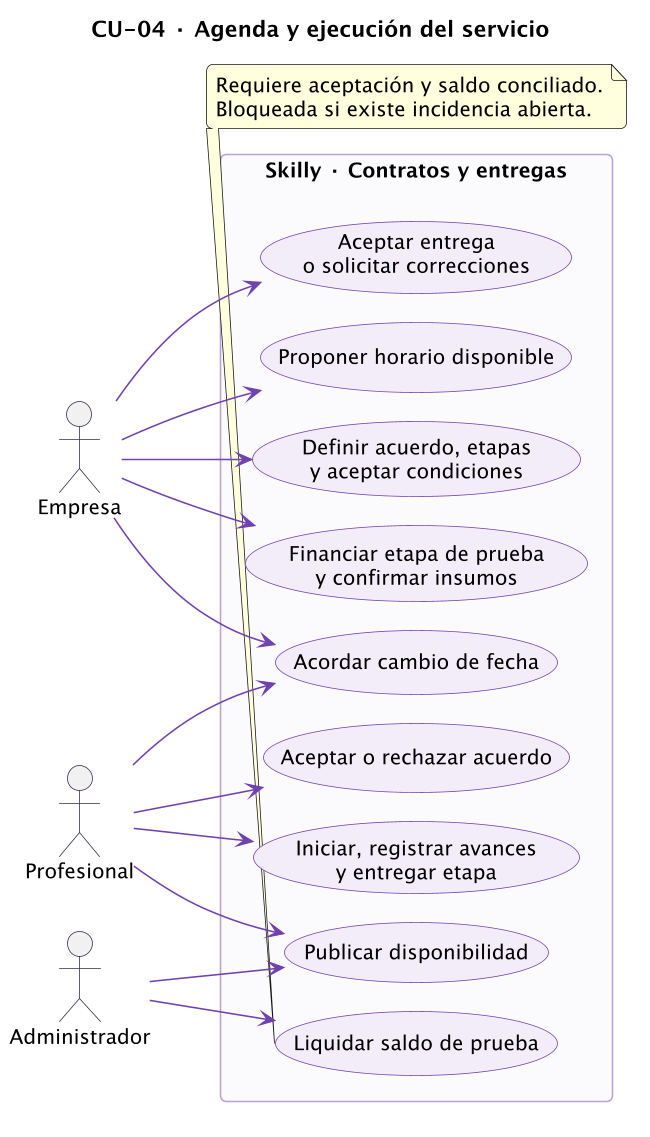 CU-04 · Agenda y ejecución del servicio
Requiere aceptación y saldo conciliado.
Bloqueada si existe incidencia abierta.
Skilly · Contratos y entregas
Aceptar entrega
o solicitar correcciones
Proponer horario disponible
Definir acuerdo, etapas
y aceptar condiciones
Empresa
Financiar etapa de prueba
y confirmar insumos
Acordar cambio de fecha
Aceptar o rechazar acuerdo
Iniciar, registrar avances
y entregar etapa
Profesional
Publicar disponibilidad
Administrador
Liquidar saldo de prueba